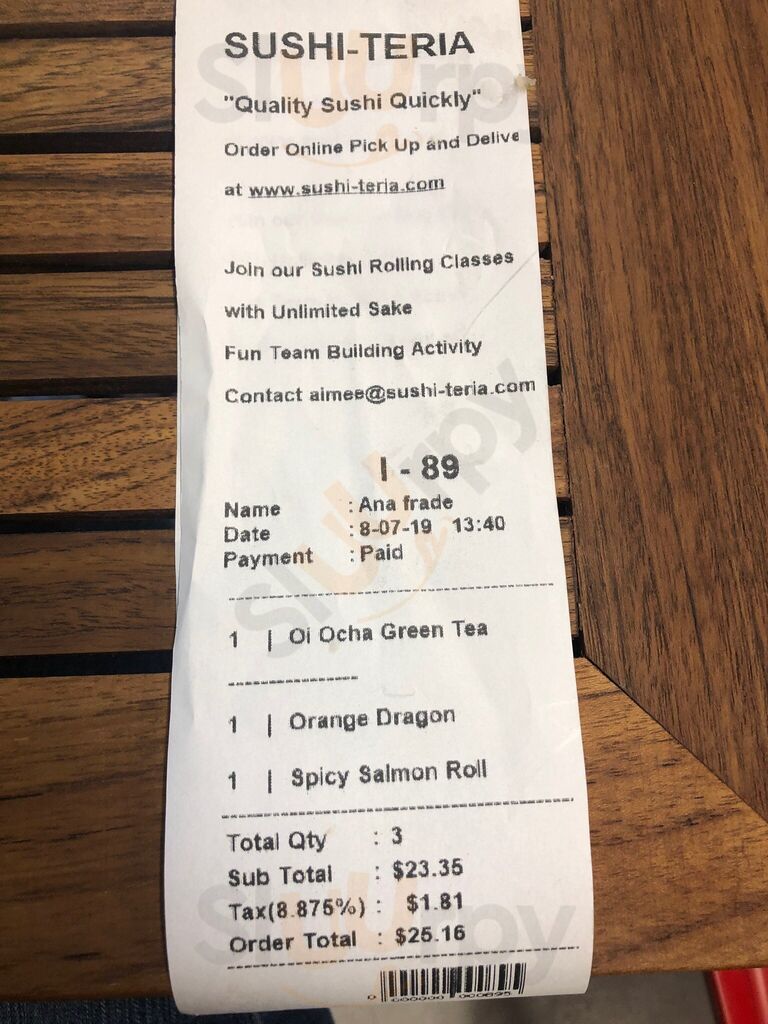 SUSHI-TERIA
"Quality Sushi Quickly"
Order Online Pick Up and Delive
at www.sushi-teria.com
Join our Sushi Rolling Classes
with Unlimited Sake
Fun Team Building Activity
Contact aimee@sushi-teria.com
I - 89
Name : Ana frade
Date : 8-07-19 13:40
Payment : Paid
1 | Oi Ocha Green Tea
1 | Orange Dragon
1 | Spicy Salmon Roll
Total Qty : 3
Sub Total : $23.35
Tax(8.875%) : $1.81
Order Total : $25.16
Slurrpy
Slurrpy
Slurrpy